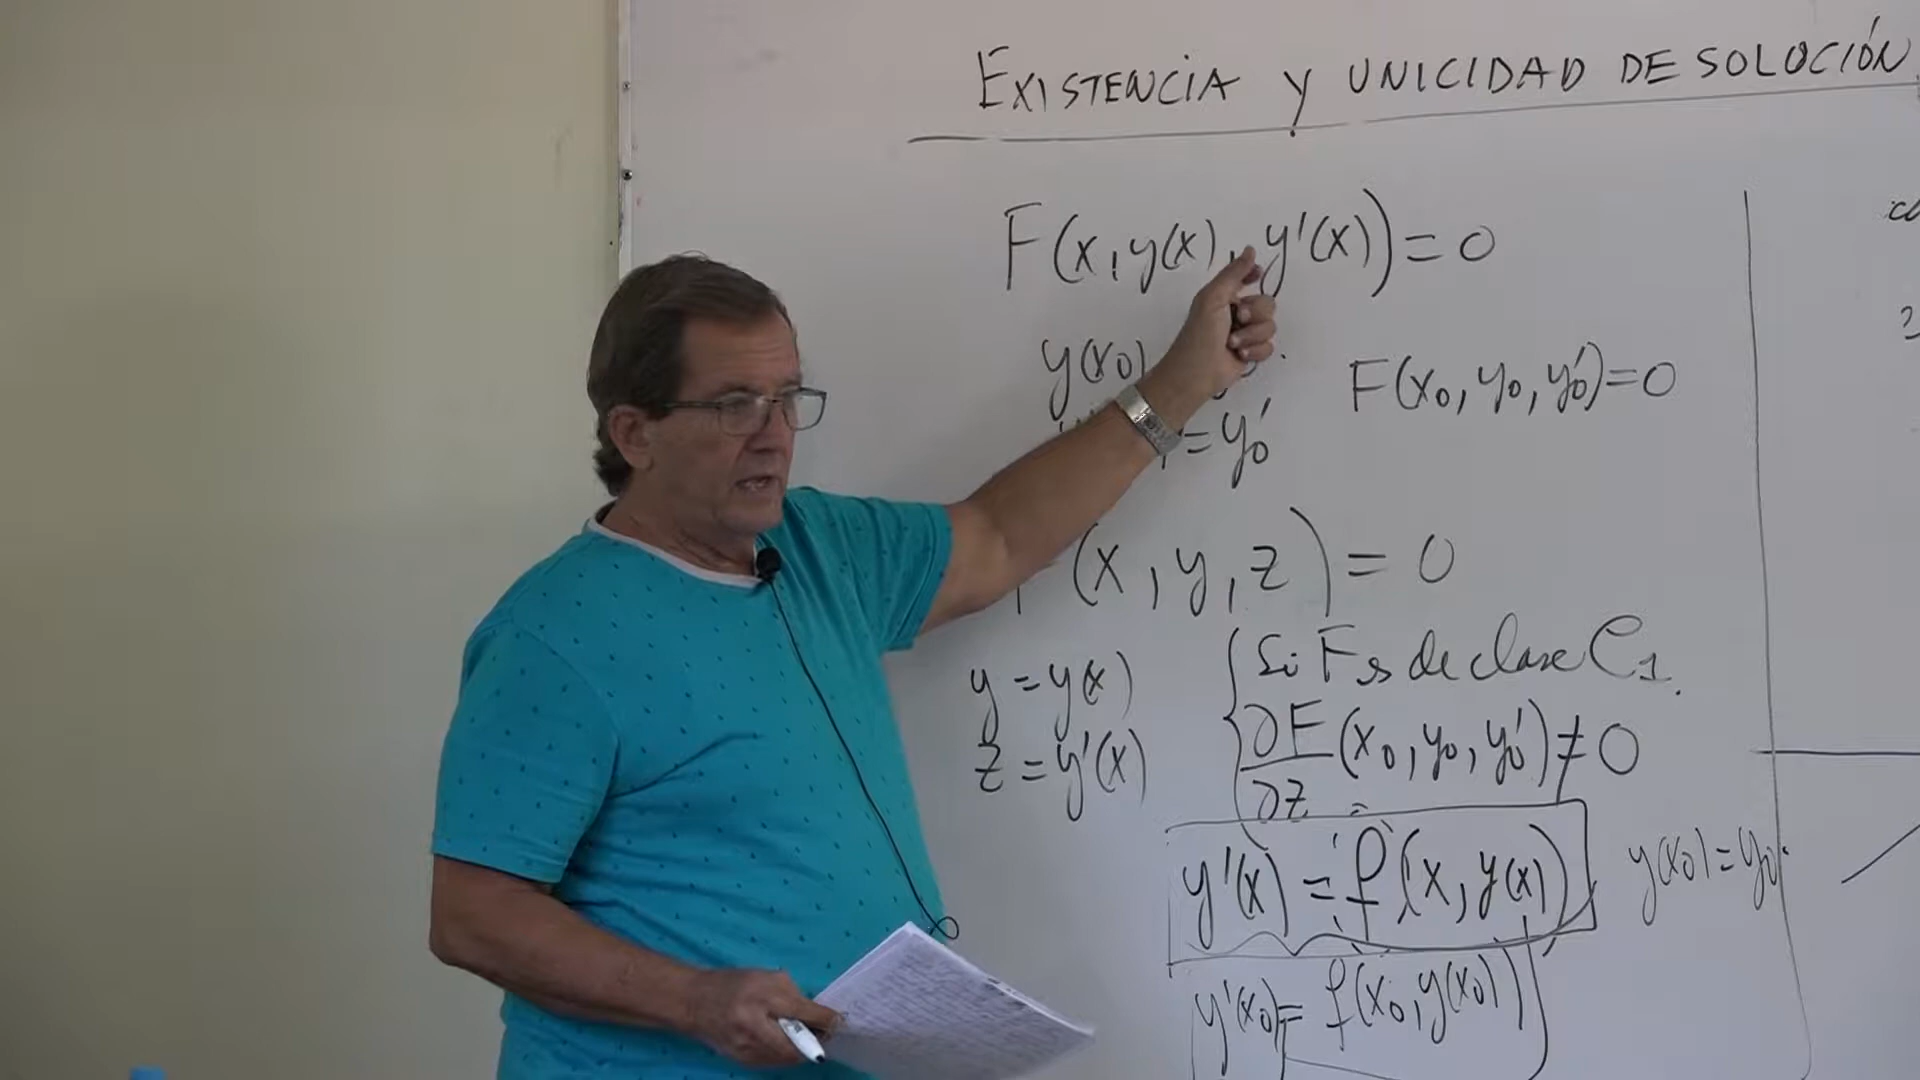 EXISTENCIA Y UNICIDAD DE SOLUCIÓN
F(x, y(x), y'(x)) = 0
y(x0)
F(x0, y0, y0') = 0
= y0'
(x, y, z) = 0
Si F es de clase C1.
y = y(x)
∂F/∂z (x0, y0, y0') ≠ 0
z = y'(x)
y'(x) = f(x, y(x))
y(x0) = y0.
y'(x0) = f(x0, y(x0))